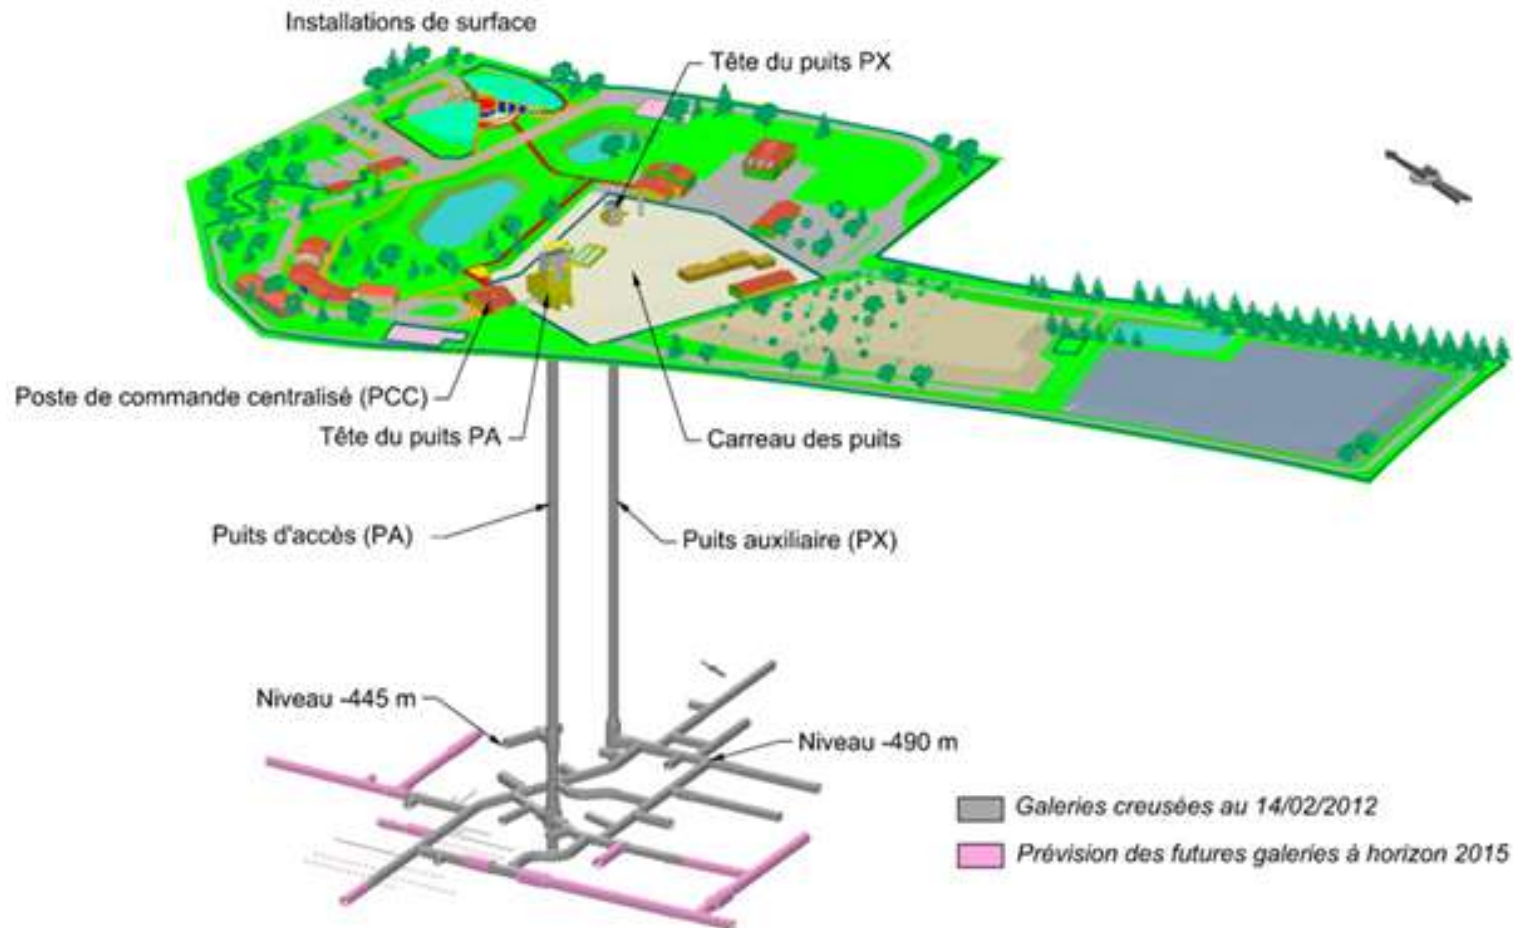 Installations de surface
Tête du puits PX
Poste de commande centralisé (PCC)
Tête du puits PA
Carreau des puits
Puits d'accès (PA)
Puits auxiliaire (PX)
Niveau -445 m
Niveau -490 m
Galeries creusées au 14/02/2012
Prévision des futures galeries à horizon 2015